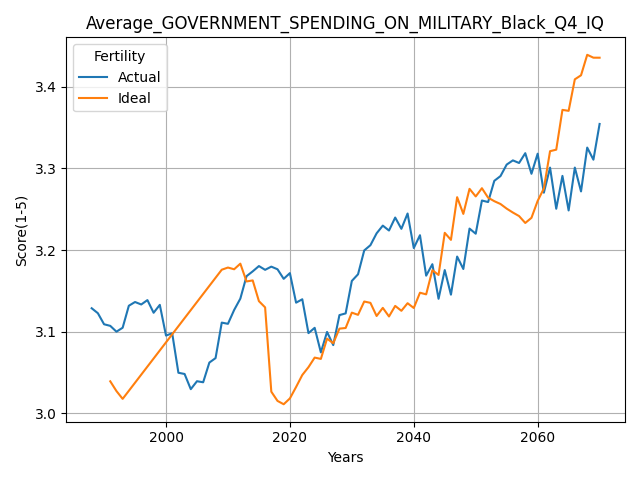 Average_GOVERNMENT_SPENDING_ON_MILITARY_Black_Q4_IQ
Fertility
Actual
Ideal
3.4
3.3
3.2
3.1
3.0
Score(1-5)
2000
2020
2040
2060
Years